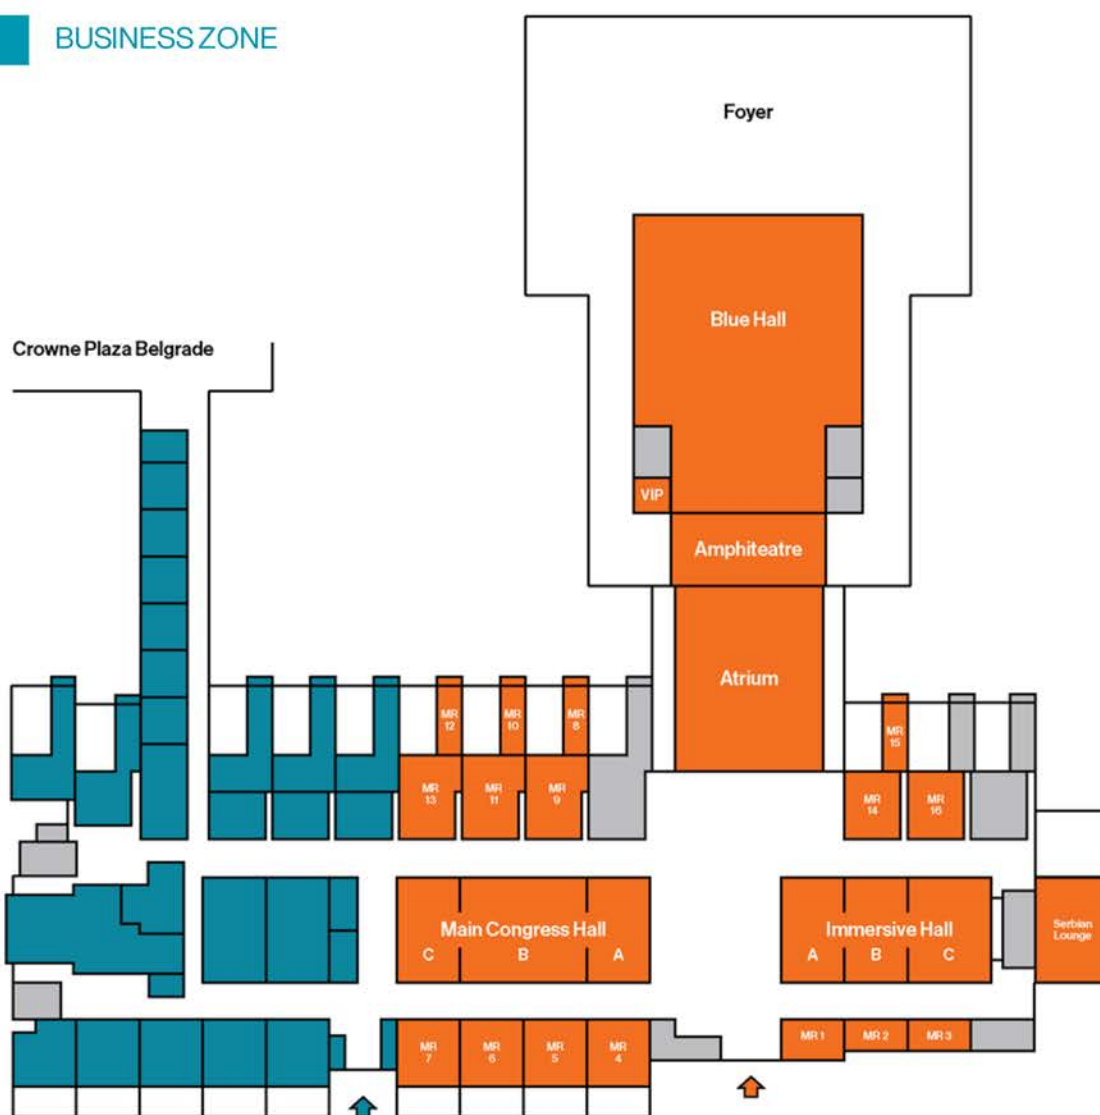 BUSINESS ZONE
Foyer
Blue Hall
Crowne Plaza Belgrade
VIP
Amphiteatre
Atrium
MR
12
MR
10
MR
8
MR
15
MR
13
MR
11
MR
9
MR
14
MR
16
Main Congress Hall
C
B
A
Immersive Hall
A
B
C
Serbian
Lounge
MR
7
MR
6
MR
5
MR
4
MR 1
MR 2
MR 3